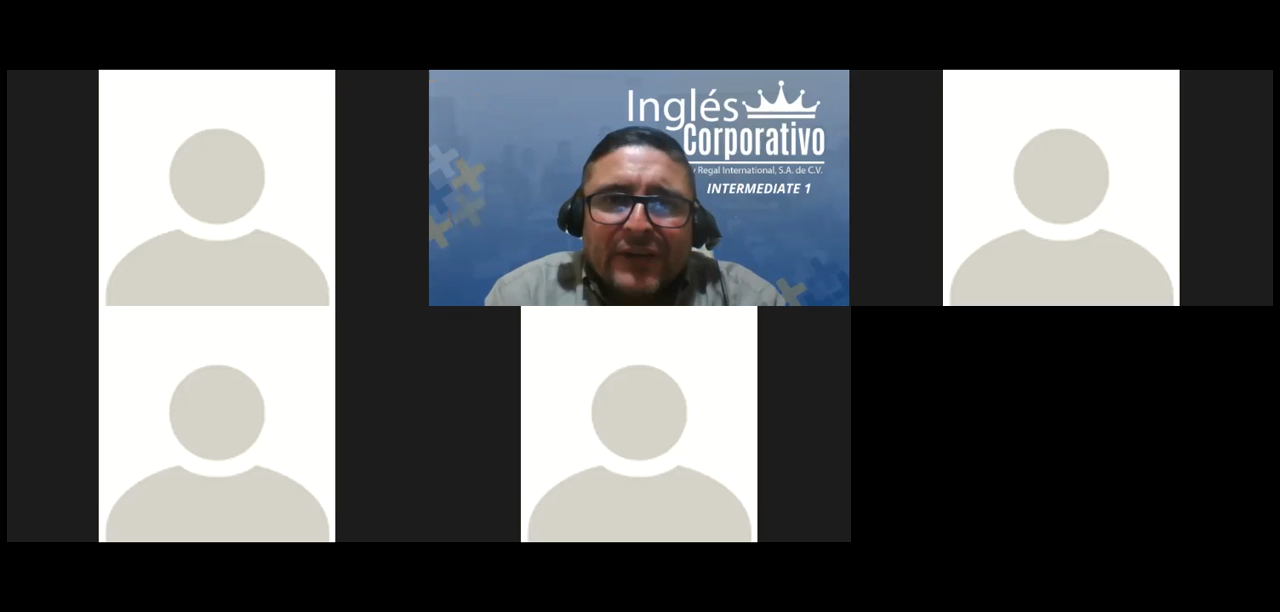 Inglés
Corporativo
y Regal International, S.A. de C.V.
INTERMEDIATE 1